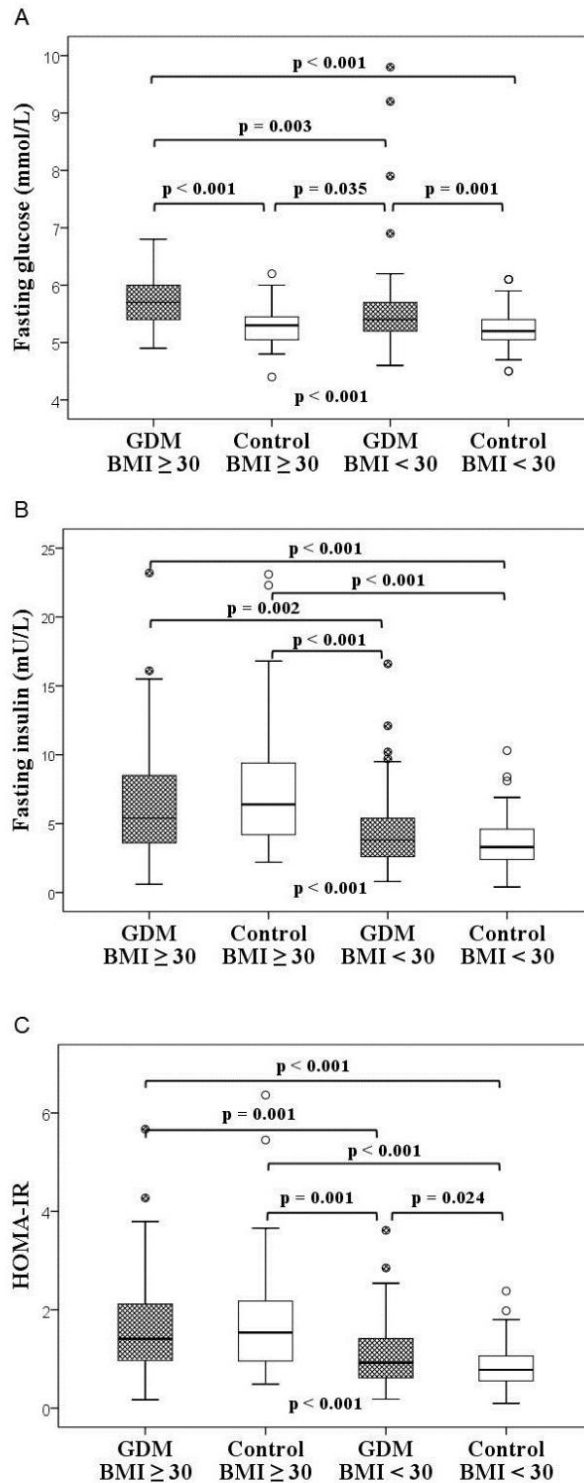 A
Fasting glucose (mmol/L)
10
9
8
7
6
5
4
p < 0.001
p = 0.003
p < 0.001 p = 0.035 p = 0.001
p < 0.001
GDM Control GDM Control
BMI ≥ 30 BMI ≥ 30 BMI < 30 BMI < 30
B
Fasting insulin (mU/L)
25
20
15
10
5
0
p < 0.001
p < 0.001
p = 0.002
p < 0.001
p < 0.001
GDM Control GDM Control
BMI ≥ 30 BMI ≥ 30 BMI < 30 BMI < 30
C
HOMA-IR
6
4
2
0
p < 0.001
p = 0.001
p < 0.001
p = 0.001 p = 0.024
p < 0.001
GDM Control GDM Control
BMI ≥ 30 BMI ≥ 30 BMI < 30 BMI < 30